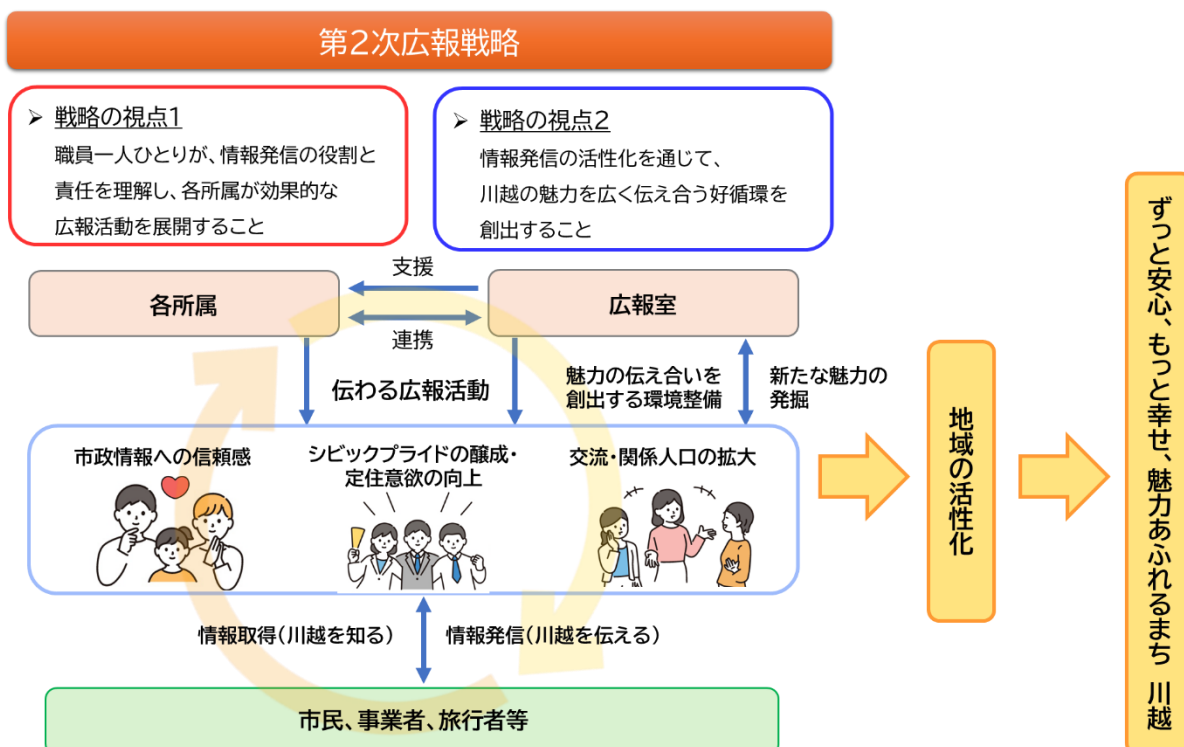 第2次広報戦略
➢ 戦略の視点1
職員一人ひとりが、情報発信の役割と
責任を理解し、各所属が効果的な
広報活動を展開すること
➢ 戦略の視点2
情報発信の活性化を通じて、
川越の魅力を広く伝え合う好循環を
創出すること
各所属
支援
連携
広報室
伝わる広報活動
魅力の伝え合いを
創出する環境整備
新たな魅力の
発掘
市政情報への信頼感
シビックプライドの醸成・
定住意欲の向上
交流・関係人口の拡大
情報取得(川越を知る)
情報発信(川越を伝える)
市民、事業者、旅行者等
地域の活性化
ずっと安心、もっと幸せ、魅力あふれるまち 川越